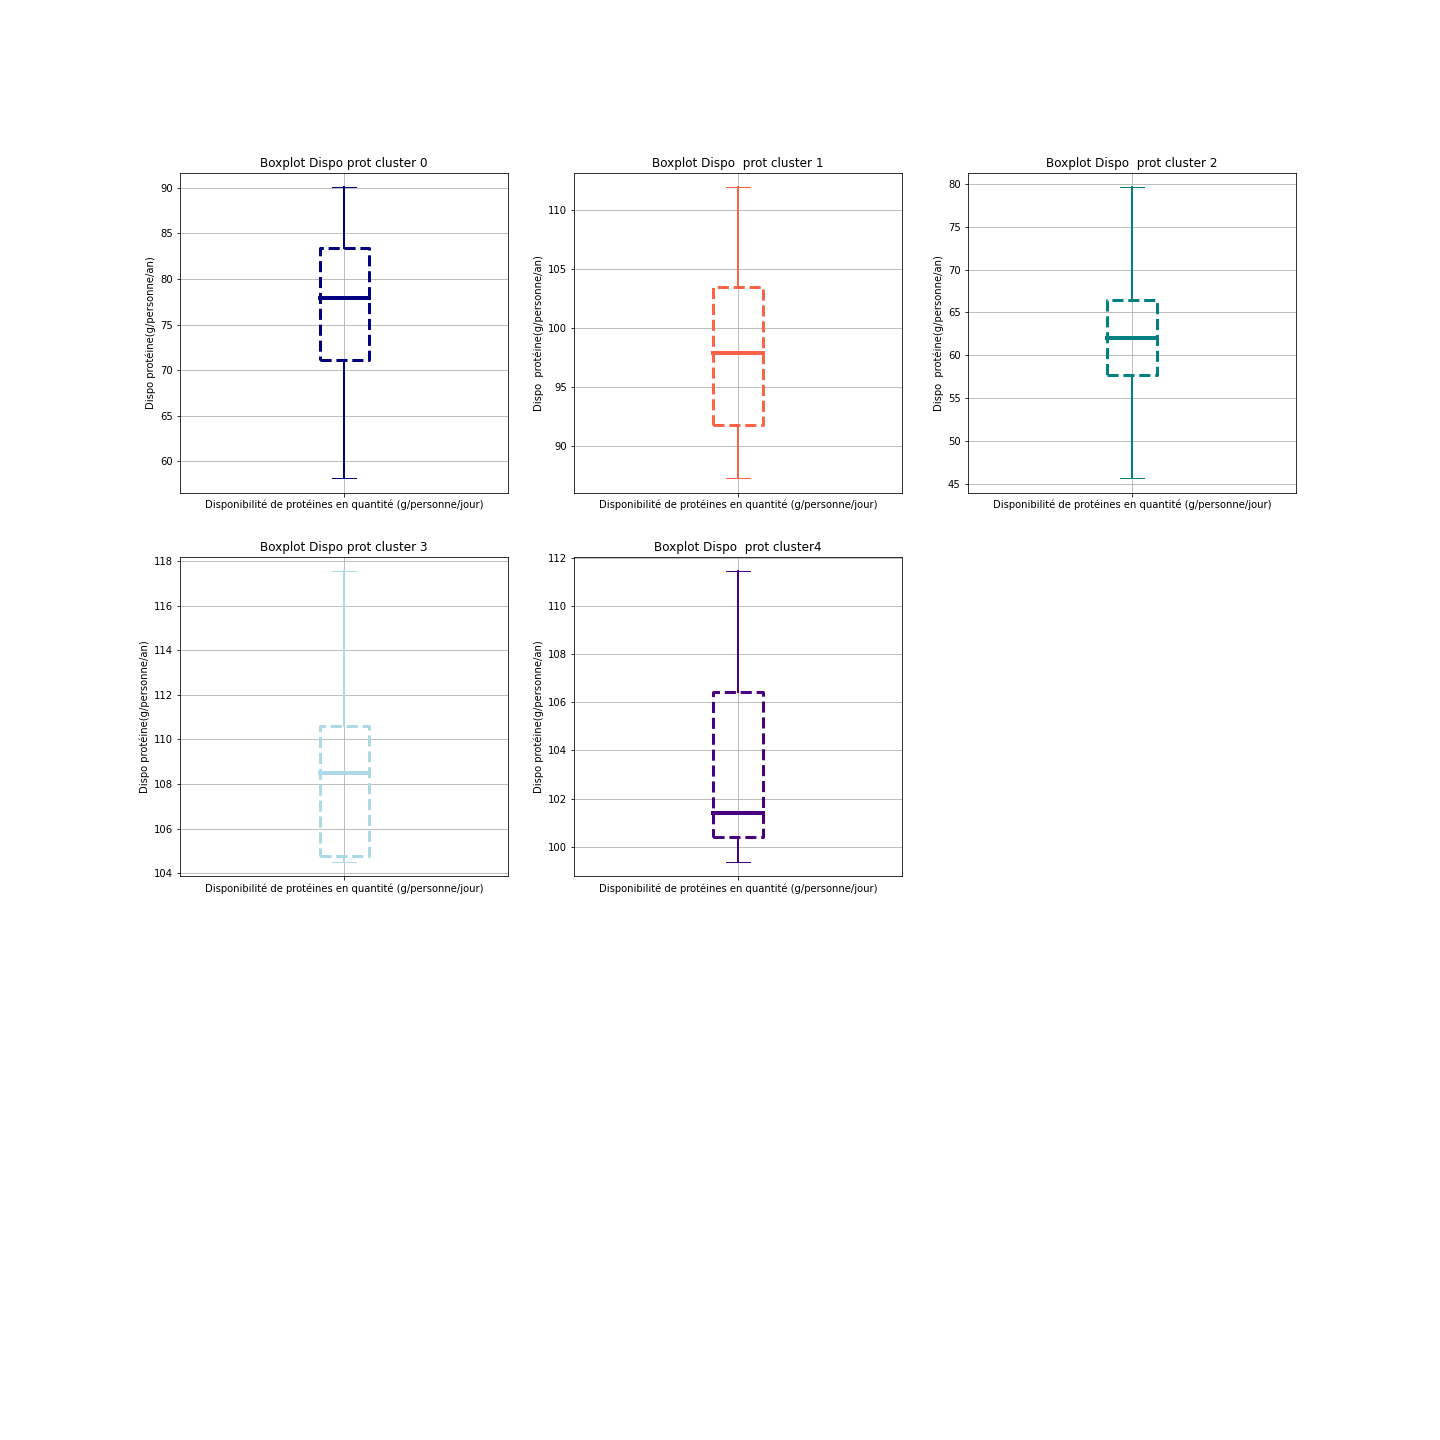 Boxplot Dispo prot cluster 0
90
85
80
75
70
65
60
Dispo protéine(g/personne/an)
Disponibilité de protéines en quantité (g/personne/jour)
Boxplot Dispo  prot cluster 1
110
105
100
95
90
Dispo  protéine(g/personne/an)
Disponibilité de protéines en quantité (g/personne/jour)
Boxplot Dispo  prot cluster 2
80
75
70
65
60
55
50
45
Dispo  protéine(g/personne/an)
Disponibilité de protéines en quantité (g/personne/jour)
Boxplot Dispo prot cluster 3
118
116
114
112
110
108
106
104
Dispo protéine(g/personne/an)
Disponibilité de protéines en quantité (g/personne/jour)
Boxplot Dispo  prot cluster4
112
110
108
106
104
102
100
Dispo protéine(g/personne/an)
Disponibilité de protéines en quantité (g/personne/jour)